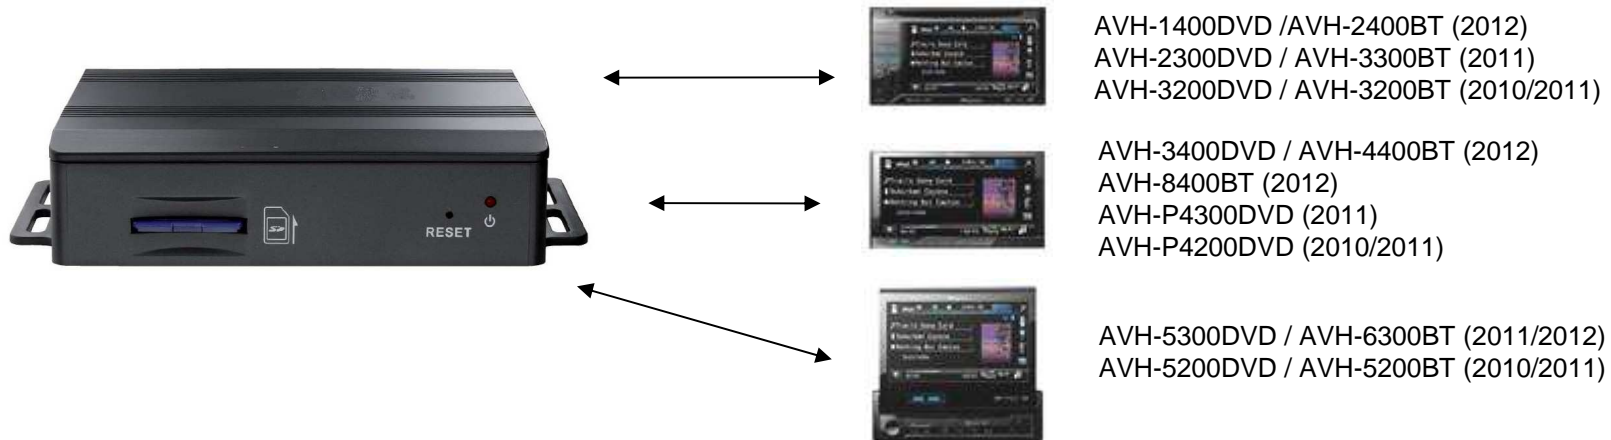 AVH-1400DVD /AVH-2400BT (2012)
AVH-2300DVD / AVH-3300BT (2011)
AVH-3200DVD / AVH-3200BT (2010/2011)
AVH-3400DVD / AVH-4400BT (2012)
AVH-8400BT (2012)
AVH-P4300DVD (2011)
AVH-P4200DVD (2010/2011)
RESET
AVH-5300DVD / AVH-6300BT (2011/2012)
AVH-5200DVD / AVH-5200BT (2010/2011)